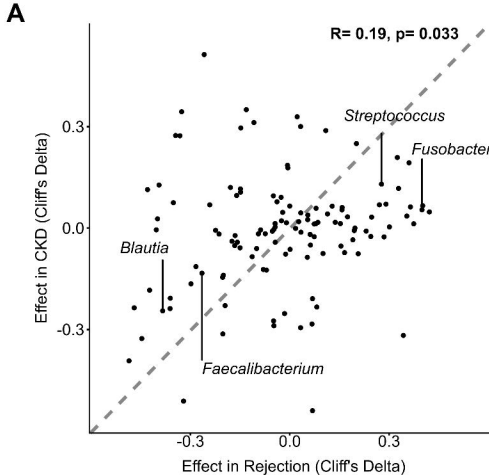 A
R= 0.19, p= 0.033
Streptococcus
Fusobacter
0.3
Effect in CKD (Cliff's Delta)
0.0
Blautia
-0.3
Faecalibacterium
-0.3 0.0 0.3
Effect in Rejection (Cliff's Delta)